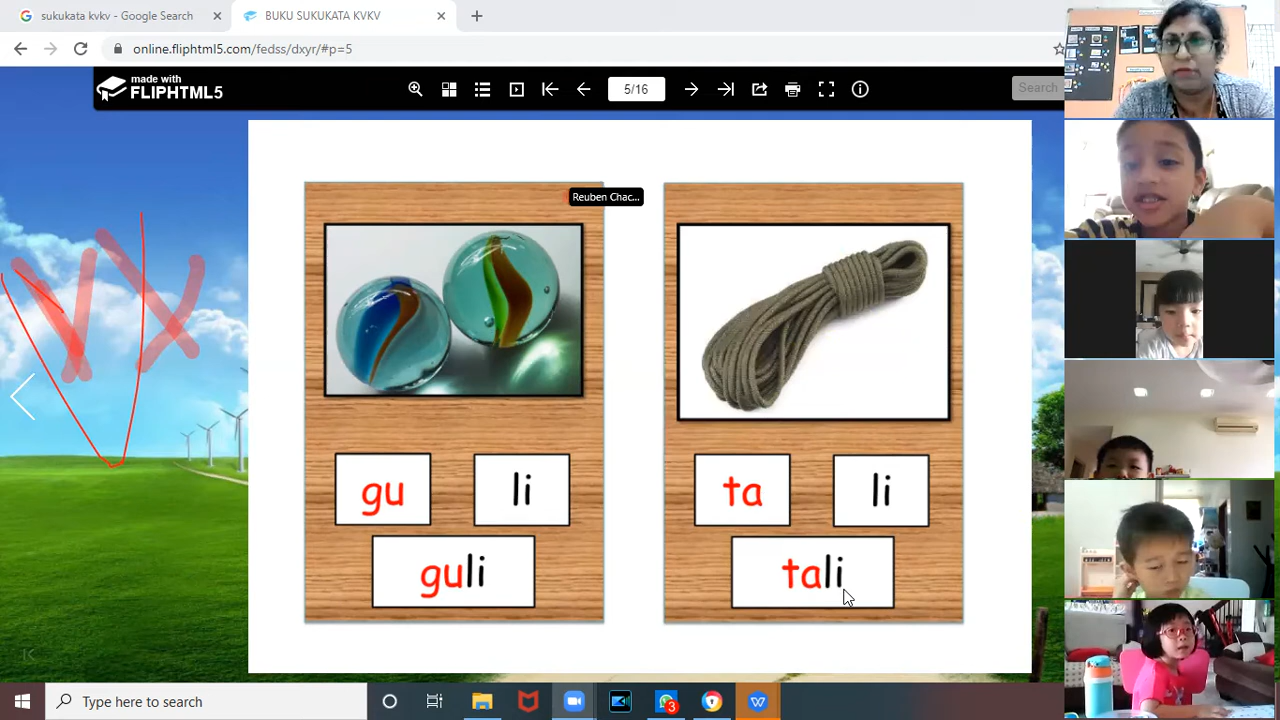 sukukata kvkv - Google Search
BUKU SUKUKATA KVKV
online.fliphtml5.com/fedss/dxyr/#p=5
made with
FLIPHTML5
5/16
Search
Reuben Chac...
gu
li
guli
ta
li
tali
Type here to search
3
W